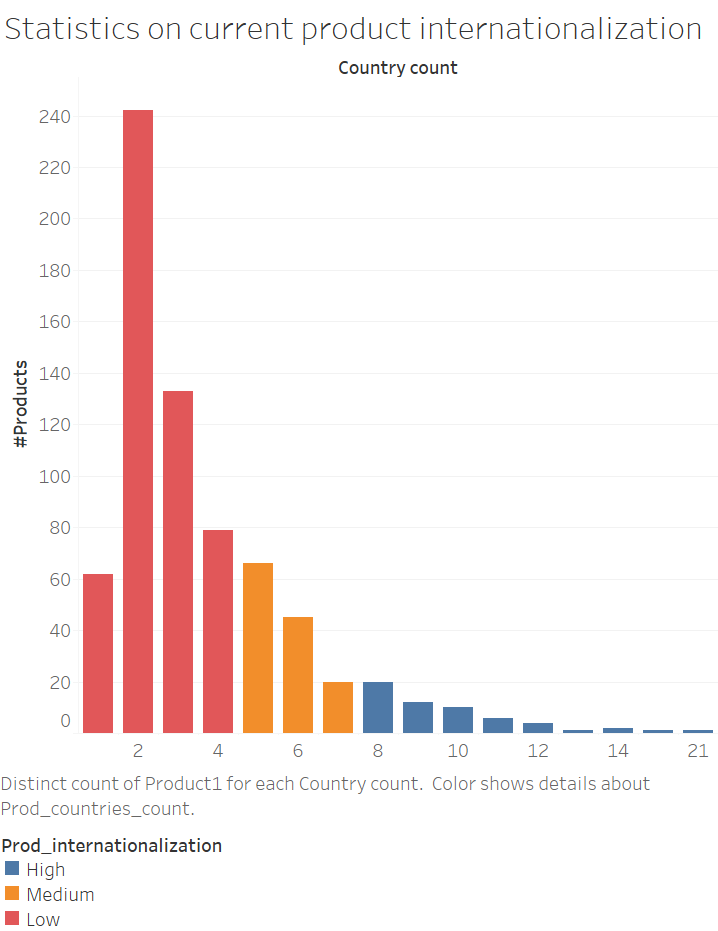 Statistics on current product internationalization
Country count
#Products
240
220
200
180
160
140
120
100
80
60
40
20
0
2 4 6 8 10 12 14 21
Distinct count of Product1 for each Country count.  Color shows details about
Prod_countries_count.
Prod_internationalization
High
Medium
Low